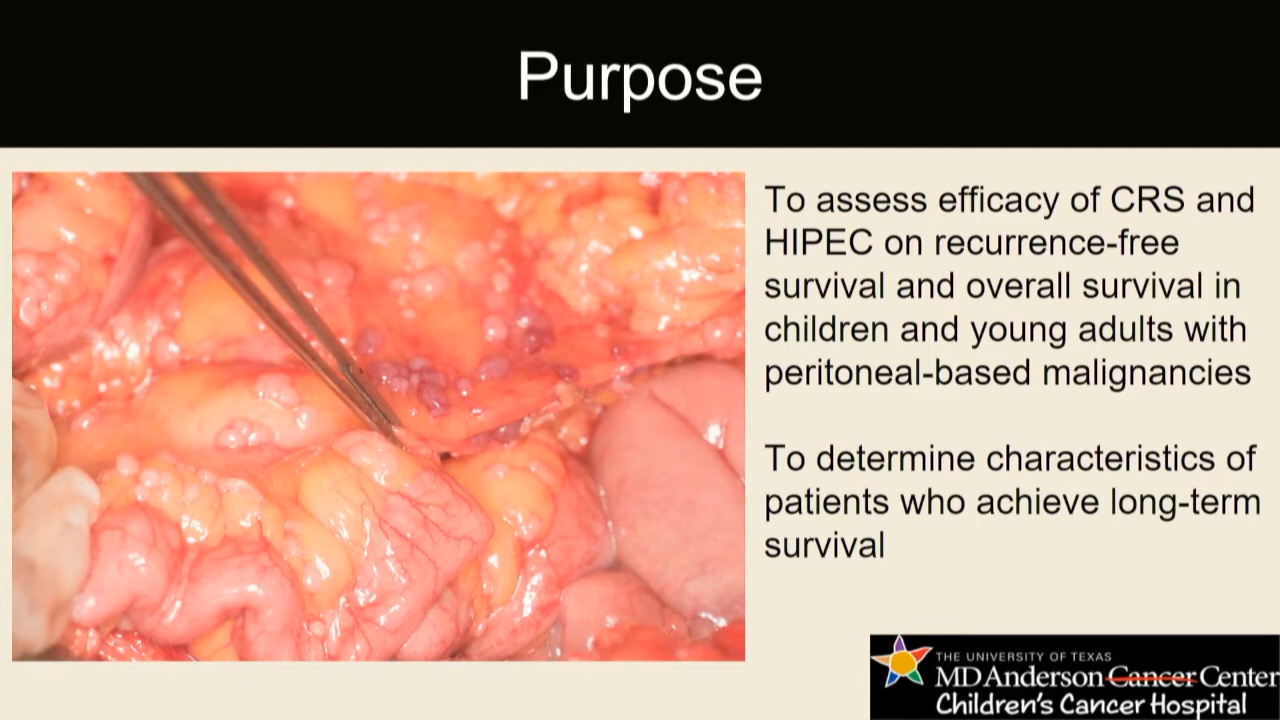 Purpose
To assess efficacy of CRS and
HIPEC on recurrence-free
survival and overall survival in
children and young adults with
peritoneal-based malignancies
To determine characteristics of
patients who achieve long-term
survival
THE UNIVERSITY OF TEXAS
MD Anderson Cancer Center
Children's Cancer Hospital